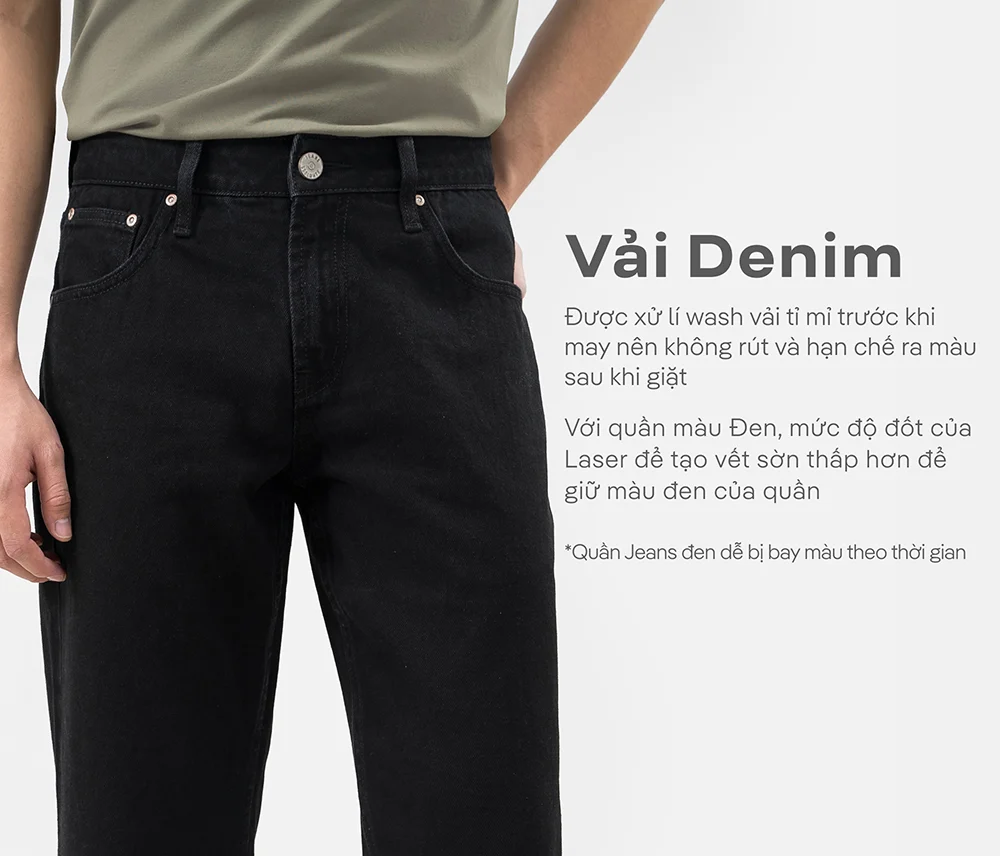 Vải Denim
Được xử lí wash vải tỉ mỉ trước khi
may nên không rút và hạn chế ra màu
sau khi giặt
Với quần màu Đen, mức độ đốt của
Laser để tạo vết sờn thấp hơn để
giữ màu đen của quần
*Quần Jeans đen dễ bị bay màu theo thời gian